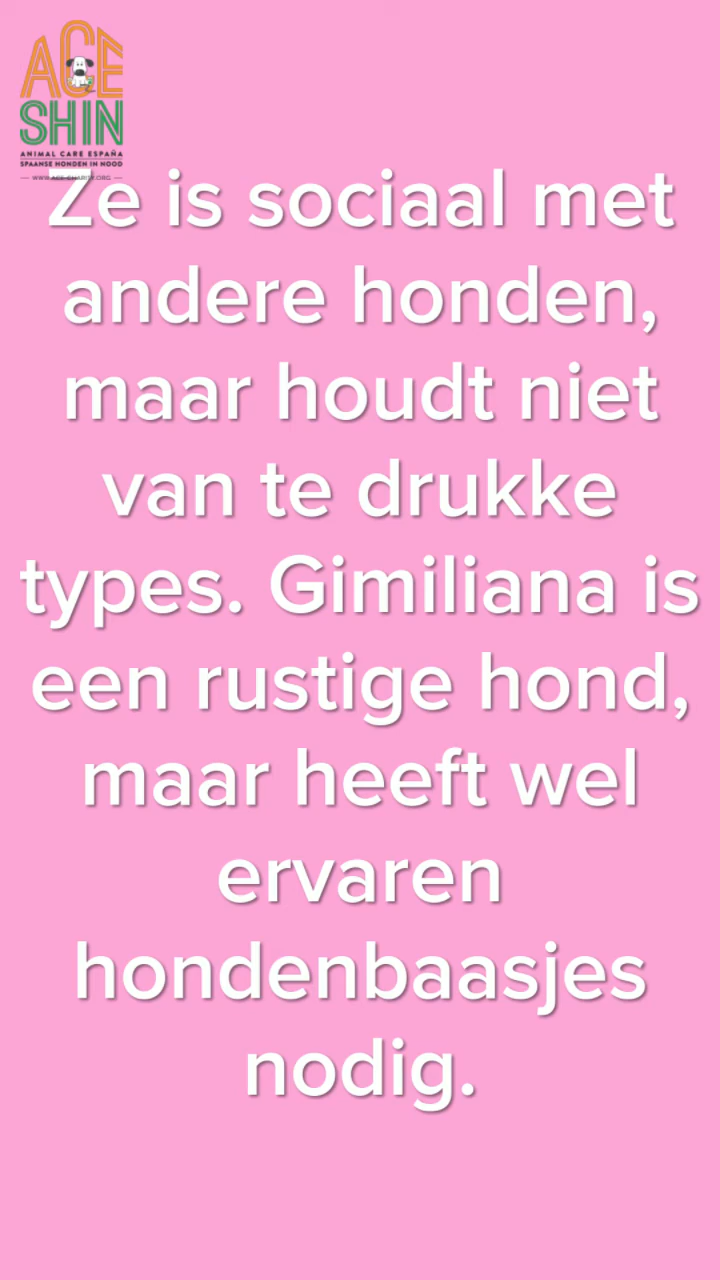 ACE
SHIN
ANIMAL CARE ESPAÑA
SPAANSE HONDEN IN NOOD
WWW.ACE-CHARITY.ORG
Ze is sociaal met
andere honden,
maar houdt niet
van te drukke
types. Gimiliana is
een rustige hond,
maar heeft wel
ervaren
hondenbaasjes
nodig.